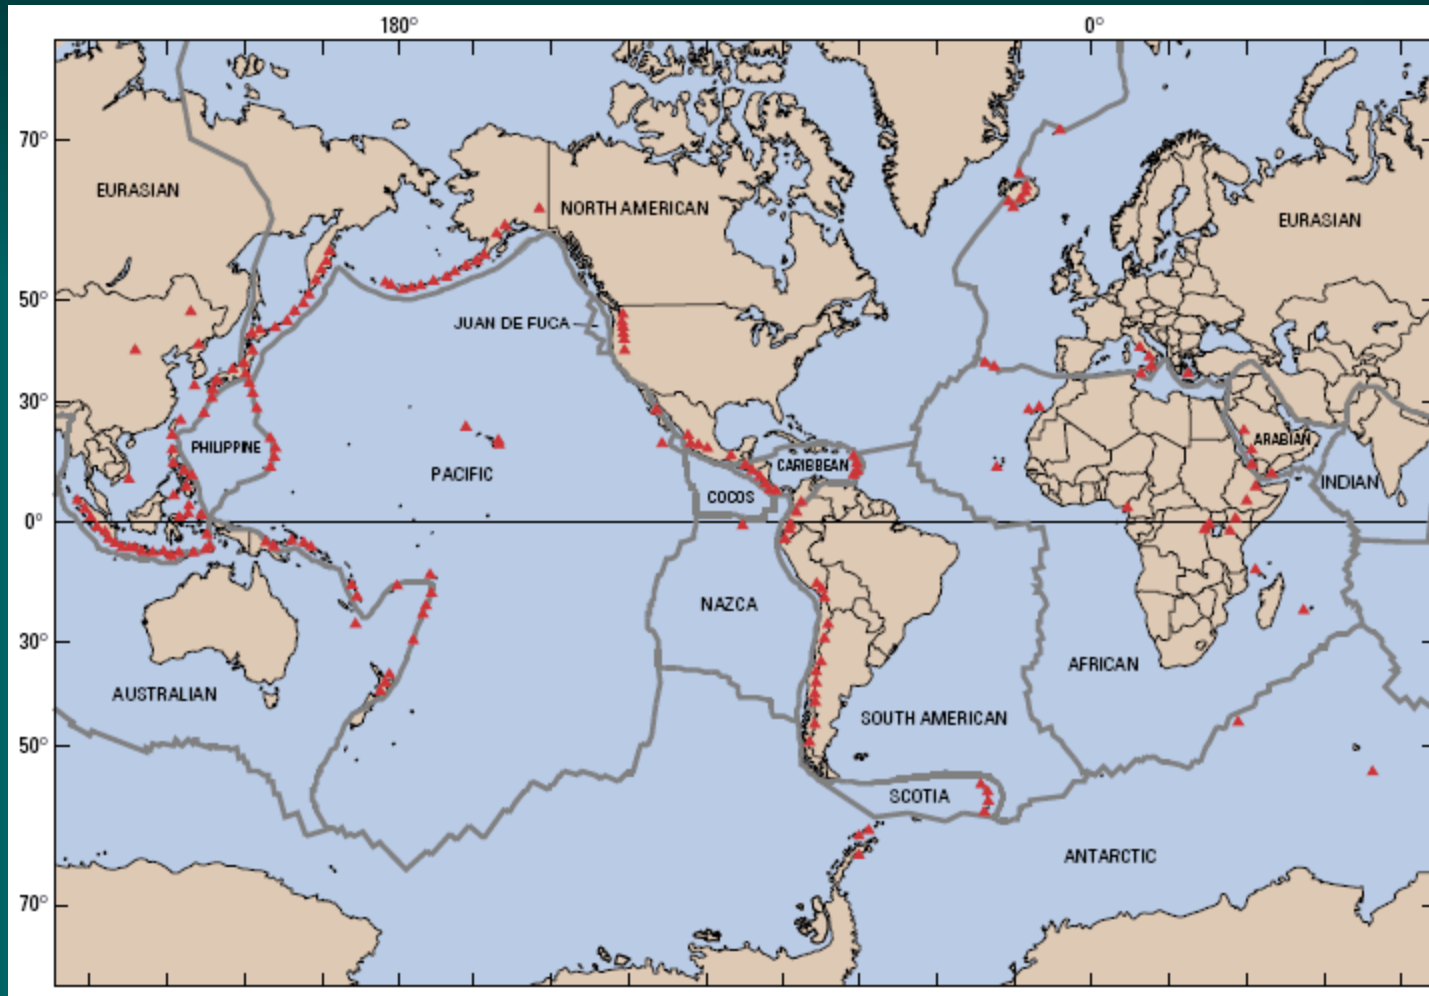 180°
0°
70°
EURASIAN
NORTH AMERICAN
EURASIAN
50°
JUAN DE FUCA
30°
PHILIPPINE
PACIFIC
CARIBBEAN
ARABIAN
COCOS
INDIAN
0°
NAZCA
30°
AUSTRALIAN
SOUTH AMERICAN
AFRICAN
50°
SCOTIA
ANTARCTIC
70°